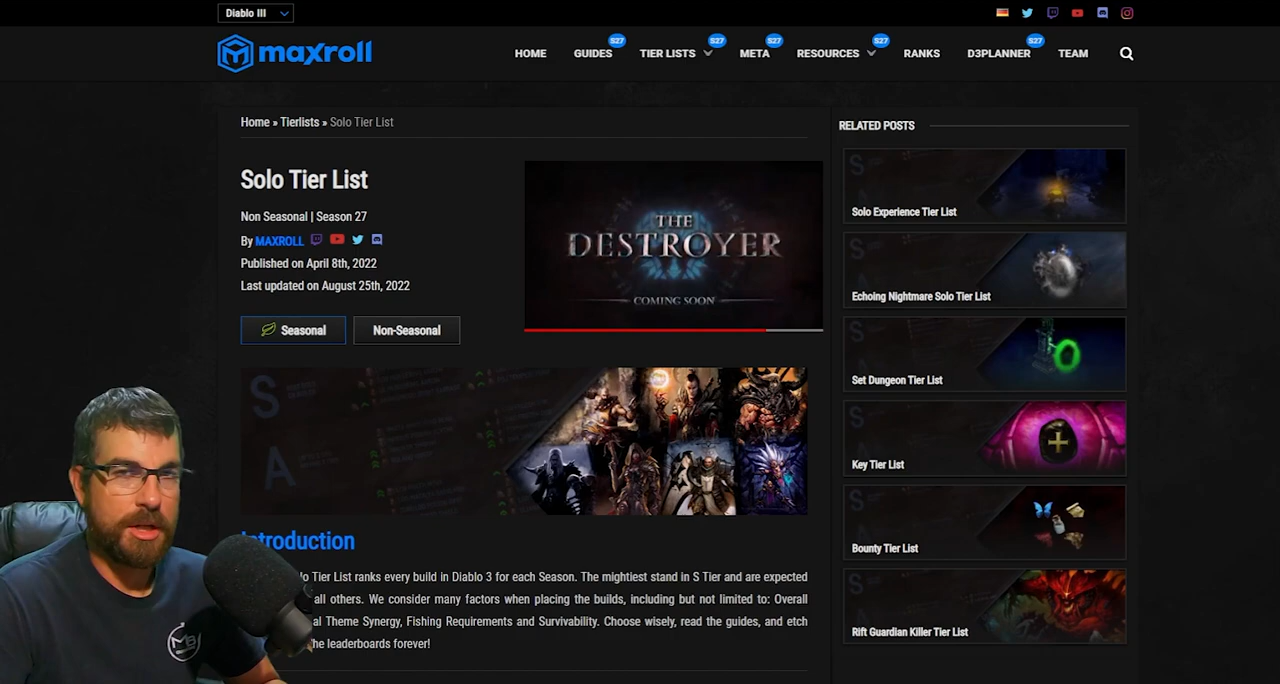 Diablo III
maxroll
HOME
GUIDES
S27
TIER LISTS
S27
META
S27
RESOURCES
S27
RANKS
D3PLANNER
S27
TEAM
Home » Tierlists » Solo Tier List
Solo Tier List
Non Seasonal | Season 27
By MAXROLL
Published on April 8th, 2022
Last updated on August 25th, 2022
Seasonal
Non-Seasonal
THE
DESTROYER
COMING SOON
S
A
Introduction
Tier List ranks every build in Diablo 3 for each Season. The mightiest stand in S Tier and are expected
all others. We consider many factors when placing the builds, including but not limited to: Overall
Theme Synergy, Fishing Requirements and Survivability. Choose wisely, read the guides, and etch
the leaderboards forever!
MB
RELATED POSTS
Solo Experience Tier List
Echoing Nightmare Solo Tier List
Set Dungeon Tier List
Key Tier List
Bounty Tier List
Rift Guardian Killer Tier List